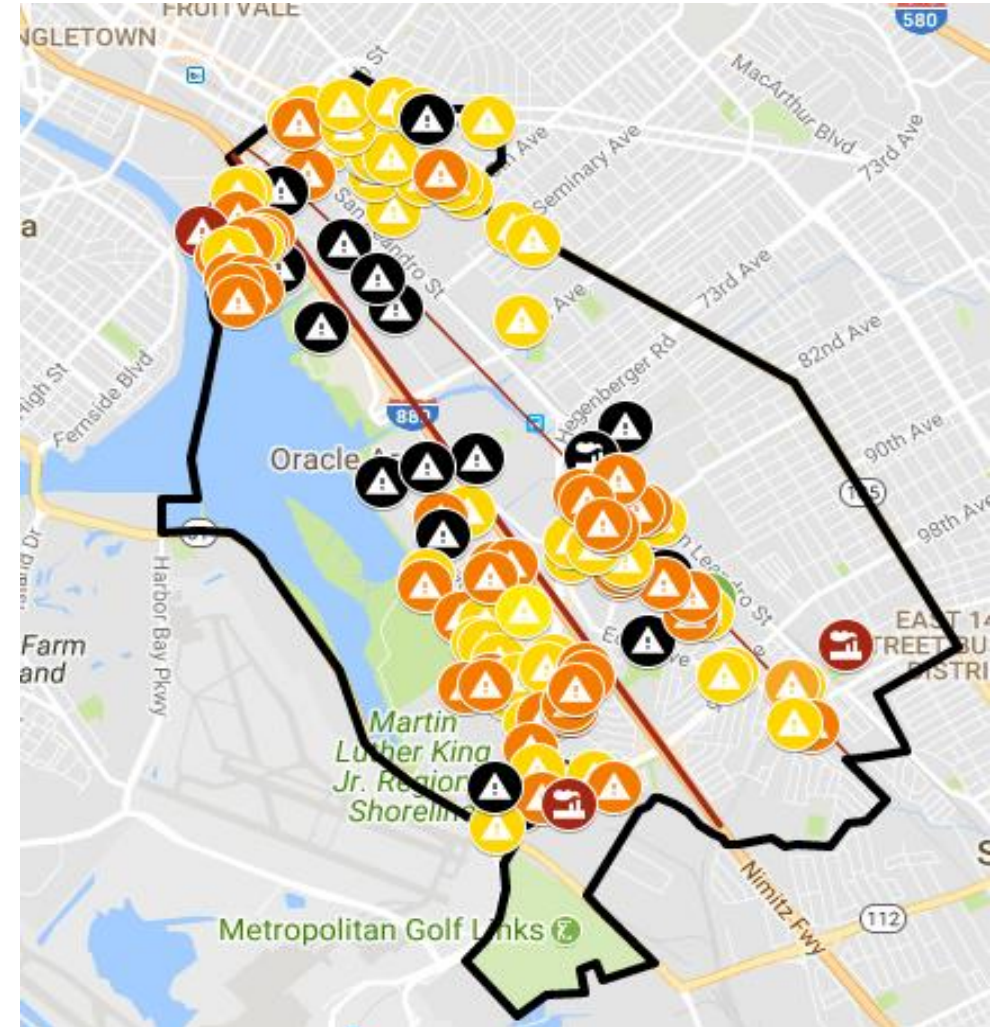 FRUITVALE
NGLETOWN
580
MacArthur Blvd
73rd Ave
Seminary Ave
a
San Leandro St
Ave
73rd Ave
82nd Ave
High St
Fernside Blvd
Hegenberger Rd
880
90th Ave
Oracle
98th Ave
61
Harbor Bay Pkwy
Farm
and
EAST 14
STREET BU
DISTRI
Martin
Luther King
Jr. Region
Shoreline
S
Nimitz Fwy
112
Metropolitan Golf Links